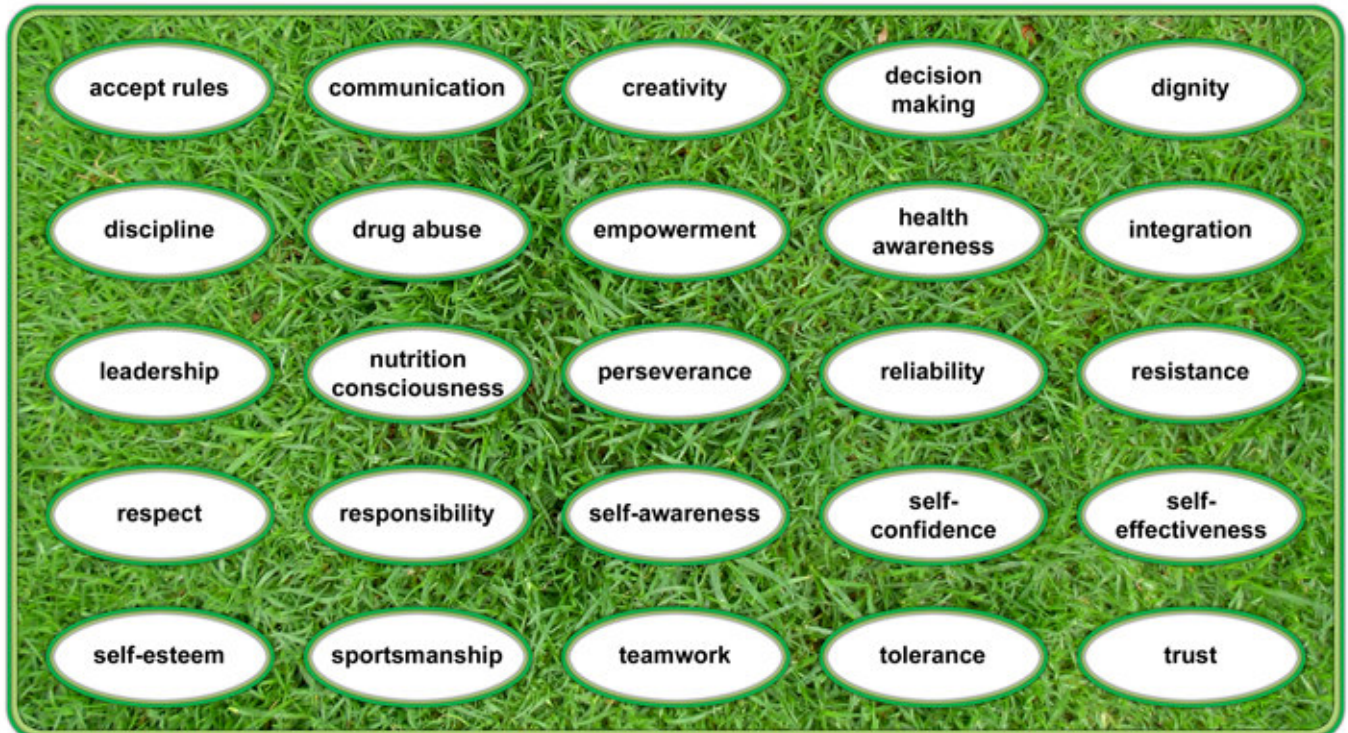 accept rules
communication
creativity
decision
making
dignity
discipline
drug abuse
empowerment
health
awareness
integration
leadership
nutrition
consciousness
perseverance
reliability
resistance
respect
responsibility
self-awareness
self-
confidence
self-
effectiveness
self-esteem
sportsmanship
teamwork
tolerance
trust